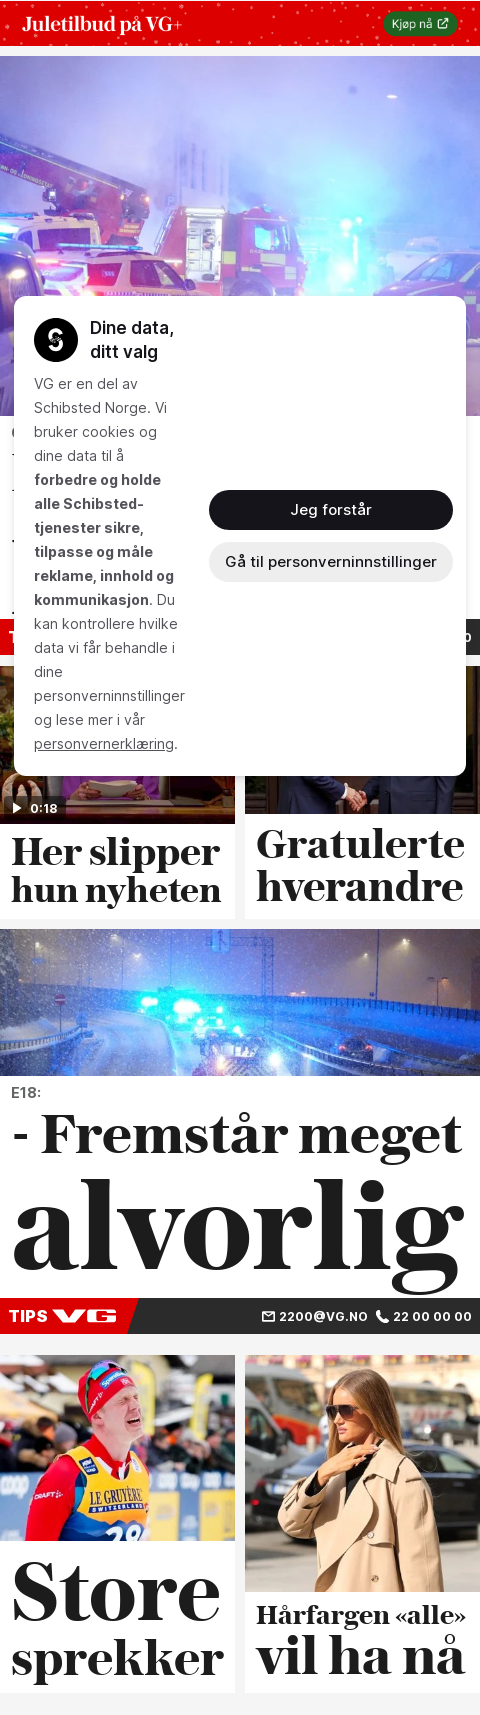 Juletilbud på VG+
Kjøp nå
Dine data,
ditt valg
VG er en del av
Schibsted Norge. Vi
bruker cookies og
dine data til å
forbedre og holde
alle Schibsted-
tjenester sikre,
tilpasse og måle
reklame, innhold og
kommunikasjon. Du
kan kontrollere hvilke
data vi får behandle i
dine
personverninnstillinger
og lese mer i vår
personvernerklæring.
Jeg forstår
Gå til personverninnstillinger
0:18
Her slipper
hun nyheten
Gratulerte
hverandre
E18:
- Fremstår meget
alvorlig
TIPS VG
2200@VG.NO 22 00 00 00
DRAFT
LE GRUYÈRE
SWITZERLAND
Store
sprekker
Hårfargen «alle»
vil ha nå